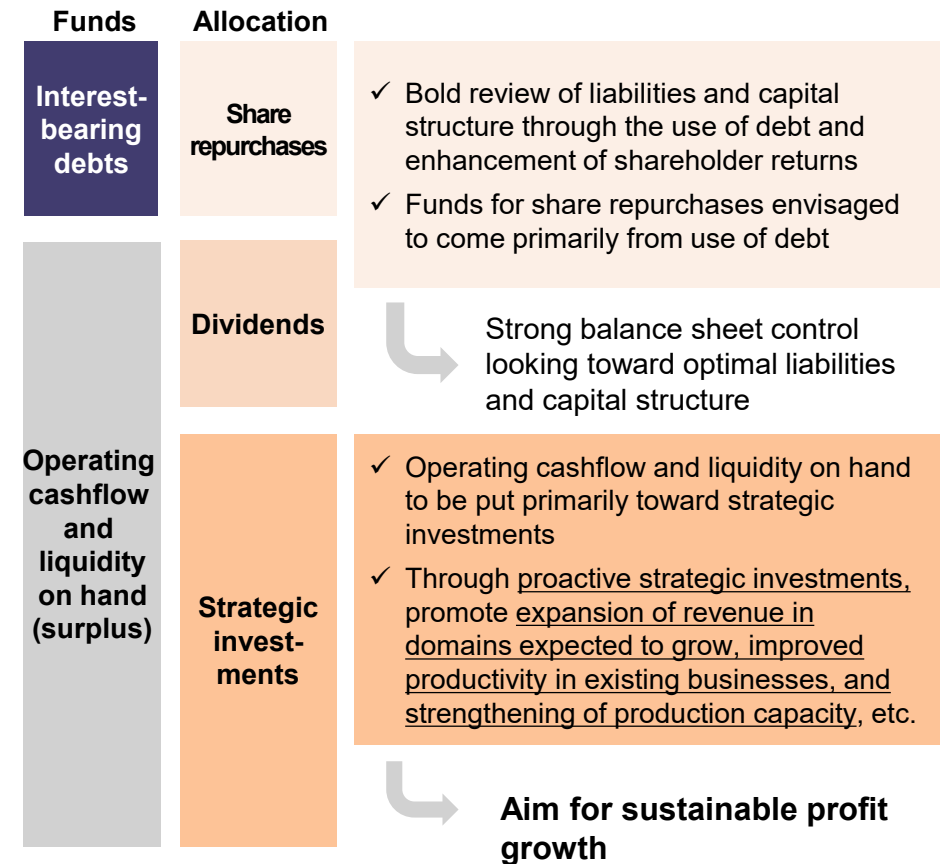 Funds
Allocation
Interest-
bearing
debts
Share
repurchases
✓ Bold review of liabilities and capital
structure through the use of debt and
enhancement of shareholder returns
✓ Funds for share repurchases envisaged
to come primarily from use of debt
Dividends
Strong balance sheet control
looking toward optimal liabilities
and capital structure
Operating
cashflow
and
liquidity
on hand
(surplus)
Strategic
invest-
ments
✓ Operating cashflow and liquidity on hand
to be put primarily toward strategic
investments
✓ Through proactive strategic investments,
promote expansion of revenue in
domains expected to grow, improved
productivity in existing businesses, and
strengthening of production capacity, etc.
Aim for sustainable profit
growth